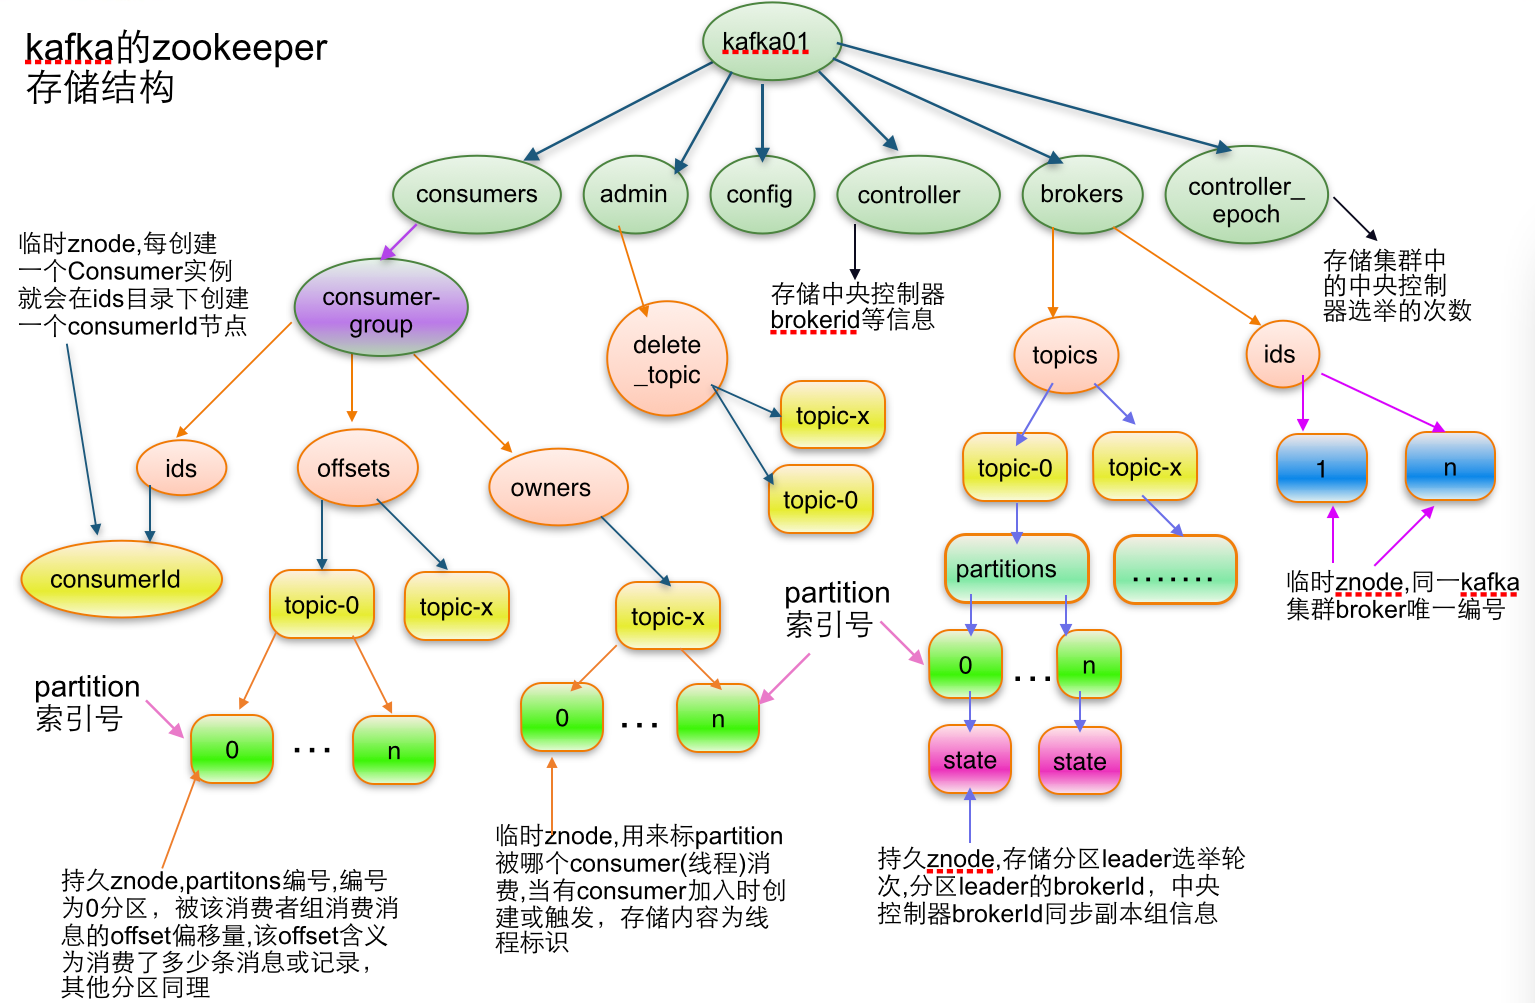 kafka的zookeeper
存储结构
kafka01
consumers
admin
config
controller
brokers
controller_
epoch
临时znode,每创建
一个Consumer实例
就会在ids目录下创建
一个consumerId节点
consumer-
group
存储中央控制器
brokerid等信息
存储集群中
的中央控制
器选举的次数
delete
_topic
topics
ids
topic-x
topic-0
ids
offsets
owners
topic-0
topic-x
1
n
consumerId
topic-0
topic-x
topic-x
partitions
.......
临时znode,同一kafka
集群broker唯一编号
partition
索引号
0
...
n
partition
索引号
0
...
n
0
...
n
state
state
持久znode,partitons编号,编号
为0分区，被该消费者组消费消
息的offset偏移量,该offset含义
为消费了多少条消息或记录，
其他分区同理
临时znode,用来标partition
被哪个consumer(线程)消
费,当有consumer加入时创
建或触发，存储内容为线
程标识
持久znode,存储分区leader选举轮
次,分区leader的brokerId，中央
控制器brokerId同步副本组信息